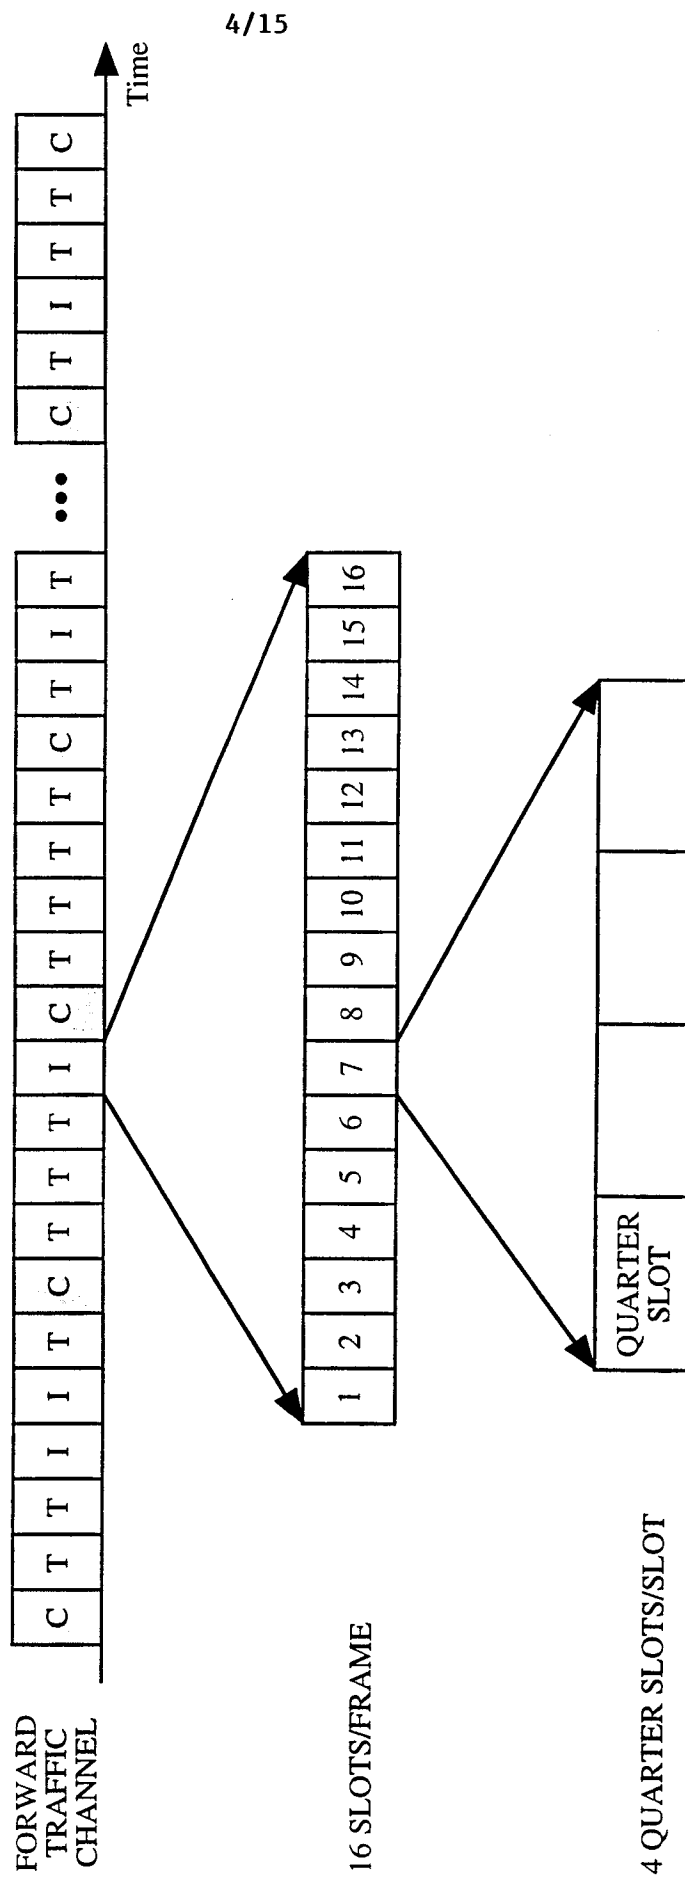 4/15
FORWARD
TRAFFIC
CHANNEL
C T T I I T C T T T I C T T T T C T I T ••• C T I T T C
Time
16 SLOTS/FRAME
1 2 3 4 5 6 7 8 9 10 11 12 13 14 15 16
4 QUARTER SLOTS/SLOT
QUARTER
SLOT